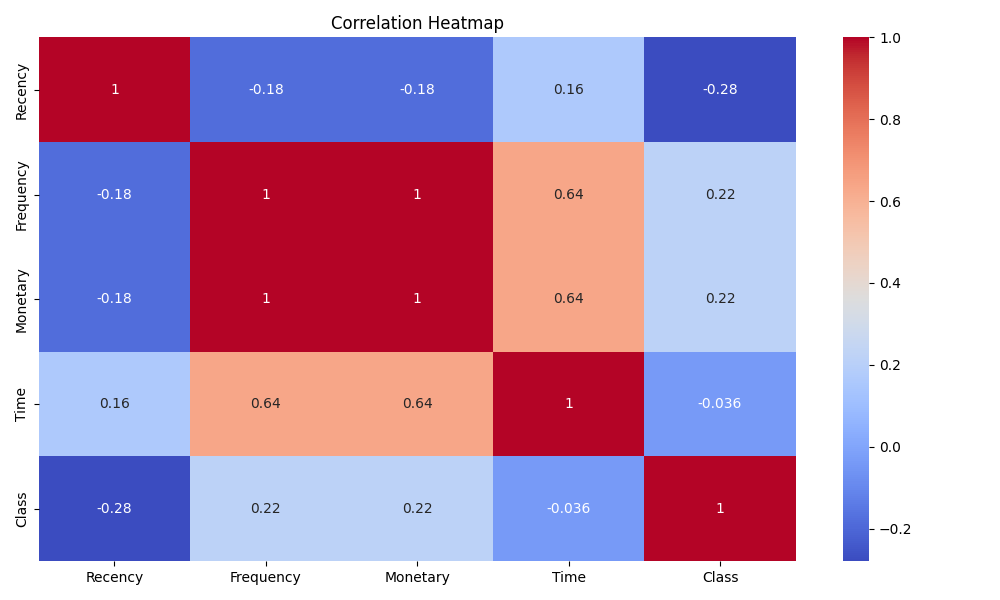 Correlation Heatmap
Recency 1 -0.18 -0.18 0.16 -0.28
Frequency -0.18 1 1 0.64 0.22
Monetary -0.18 1 1 0.64 0.22
Time 0.16 0.64 0.64 1 -0.036
Class -0.28 0.22 0.22 -0.036 1
Recency Frequency Monetary Time Class
1.0
0.8
0.6
0.4
0.2
0.0
−0.2